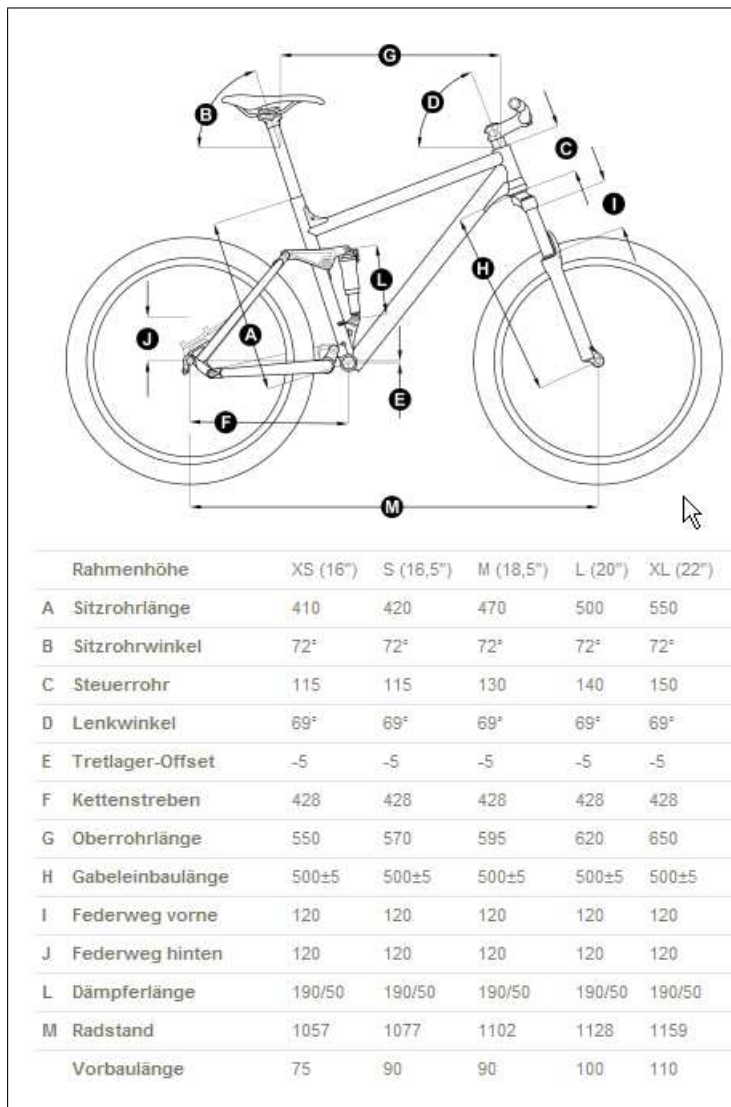 G
B
D
C
I
H
L
J
A
E
F
M
Rahmenhöhe XS (16") S (16,5") M (18,5") L (20") XL (22")
A Sitzrohrlänge 410 420 470 500 550
B Sitzrohrwinkel 72° 72° 72° 72° 72°
C Steuerrohr 115 115 130 140 150
D Lenkwinkel 69° 69° 69° 69° 69°
E Tretlager-Offset -5 -5 -5 -5 -5
F Kettenstreben 428 428 428 428 428
G Oberrohrlänge 550 570 595 620 650
H Gabeleinbaulänge 500±5 500±5 500±5 500±5 500±5
I Federweg vorne 120 120 120 120 120
J Federweg hinten 120 120 120 120 120
L Dämpferlänge 190/50 190/50 190/50 190/50 190/50
M Radstand 1057 1077 1102 1128 1159
Vorbaulänge 75 90 90 100 110